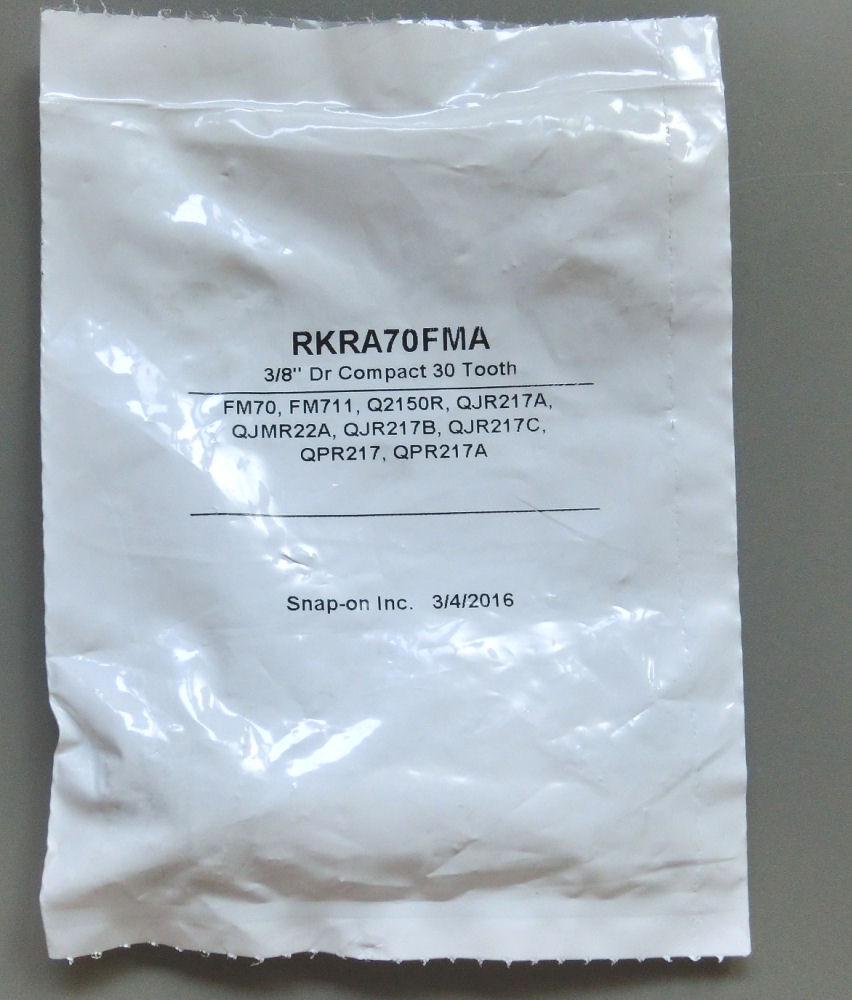 RKRA70FMA
3/8" Dr Compact 30 Tooth
FM70, FM711, Q2150R, QJR217A,
QJMR22A, QJR217B, QJR217C,
QPR217, QPR217A
Snap-on Inc. 3/4/2016